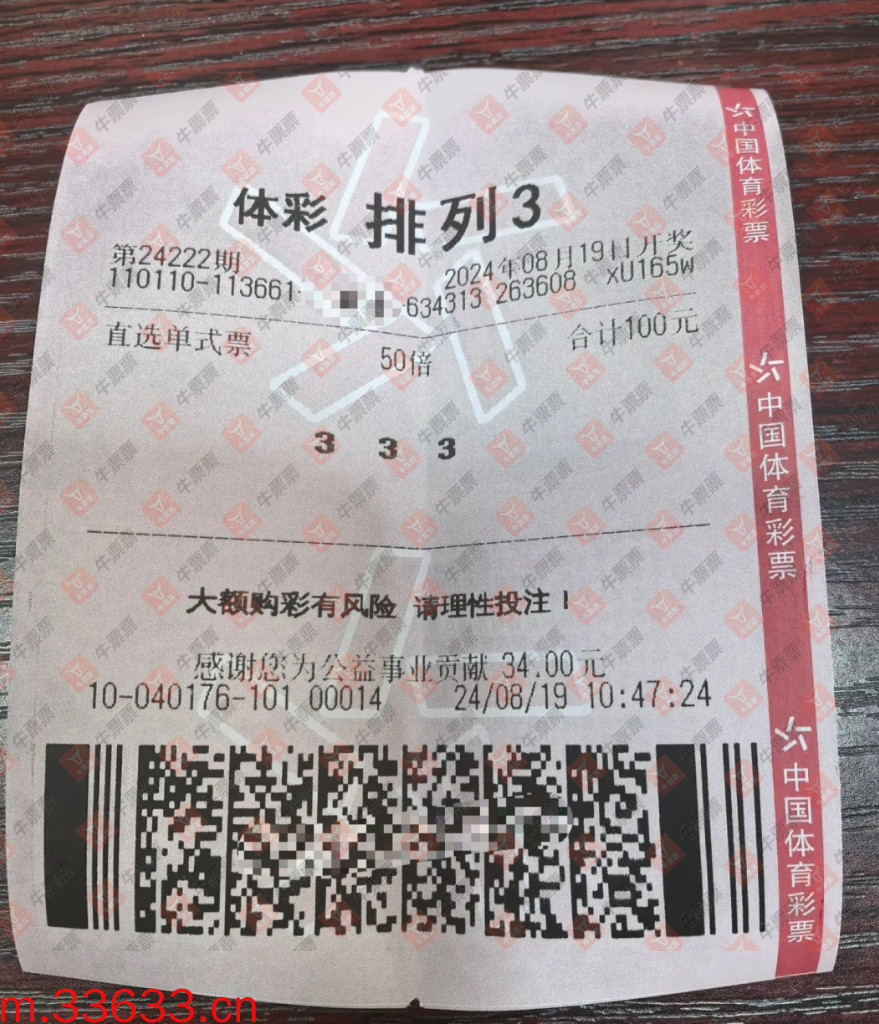 体彩 排列3
第24222期 2024年08月19日开奖
110110-113661- -634313 263608 xU165W
直选单式票 50倍 合计100元
3 3 3
大额购彩有风险 请理性投注！
感谢您为公益事业贡献 34.00元
10-040176-101 00014 24/08/19 10:47:24
中国体育彩票
中国体育彩票
中国体育彩票
牛票票
m.33633.cn